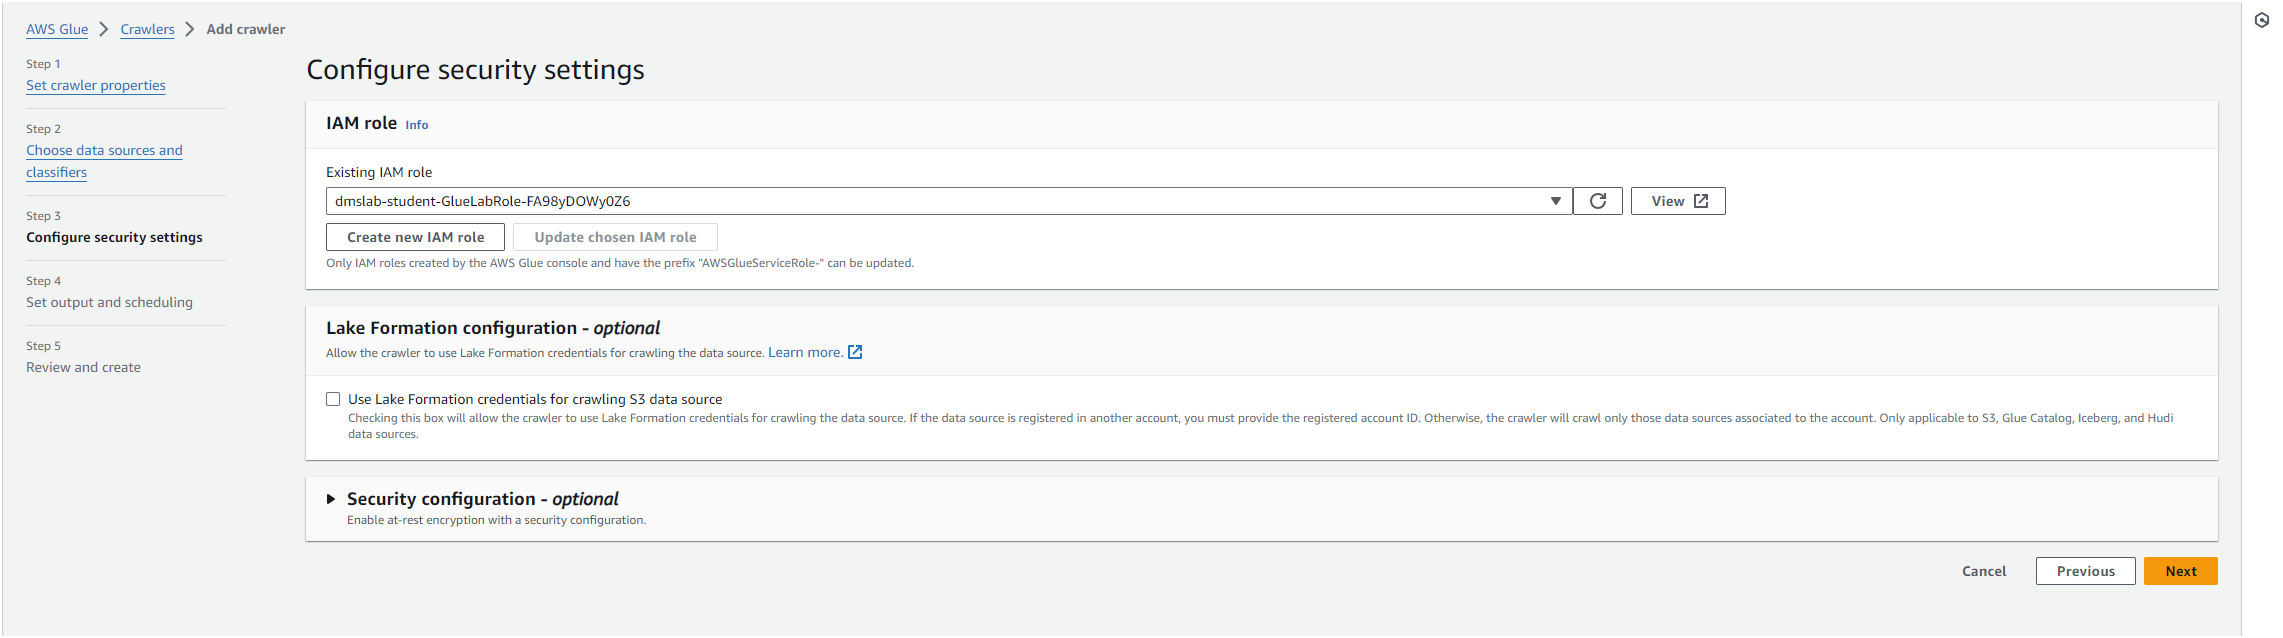 AWS Glue > Crawlers > Add crawler
Step 1
Set crawler properties
Step 2
Choose data sources and
classifiers
Step 3
Configure security settings
Step 4
Set output and scheduling
Step 5
Review and create
Configure security settings
IAM role Info
Existing IAM role
dmslab-student-GlueLabRole-FA98yDOWy0Z6
View
Create new IAM role
Update chosen IAM role
Only IAM roles created by the AWS Glue console and have the prefix "AWSGlueServiceRole-" can be updated.
Lake Formation configuration - optional
Allow the crawler to use Lake Formation credentials for crawling the data source. Learn more.
Use Lake Formation credentials for crawling S3 data source
Checking this box will allow the crawler to use Lake Formation credentials for crawling the data source. If the data source is registered in another account, you must provide the registered account ID. Otherwise, the crawler will crawl only those data sources associated to the account. Only applicable to S3, Glue Catalog, Iceberg, and Hudi
data sources.
Security configuration - optional
Enable at-rest encryption with a security configuration.
Cancel
Previous
Next